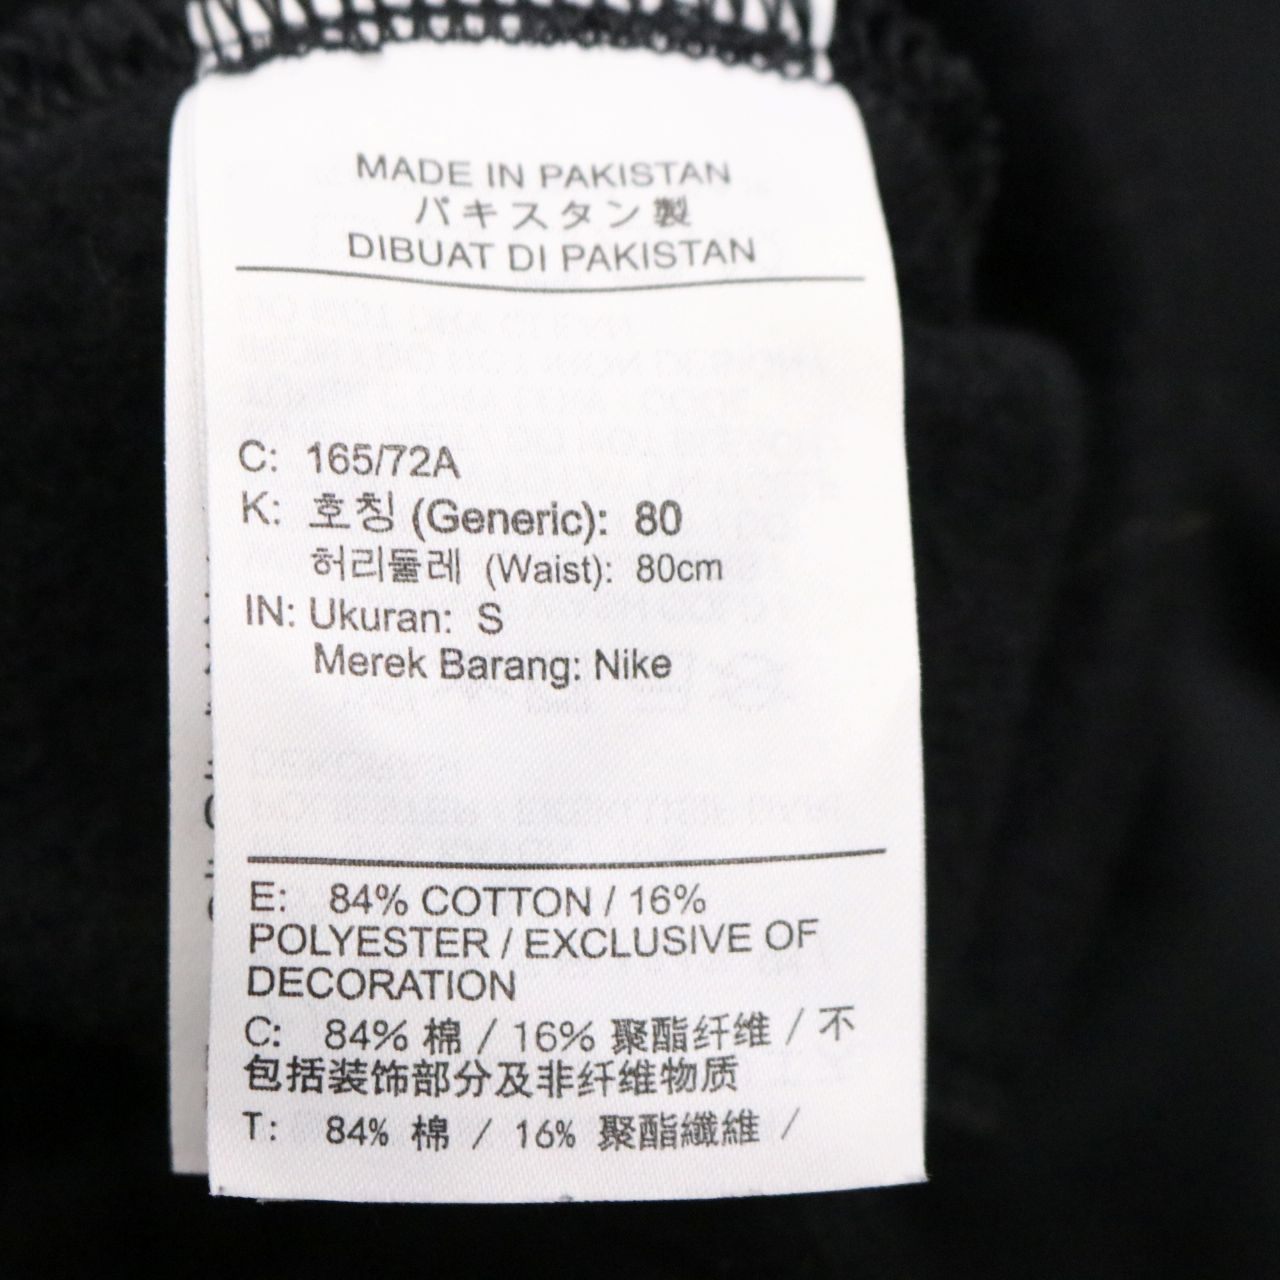 MADE IN PAKISTAN
パキスタン製
DIBUAT DI PAKISTAN
C: 165/72A
K: 호칭 (Generic): 80
허리둘레 (Waist): 80cm
IN: Ukuran: S
Merek Barang: Nike
E: 84% COTTON / 16%
POLYESTER / EXCLUSIVE OF
DECORATION
C: 84% 棉 / 16% 聚酯纤维 / 不
包括装饰部分及非纤维物质
T: 84% 棉 / 16% 聚酯纖維 /